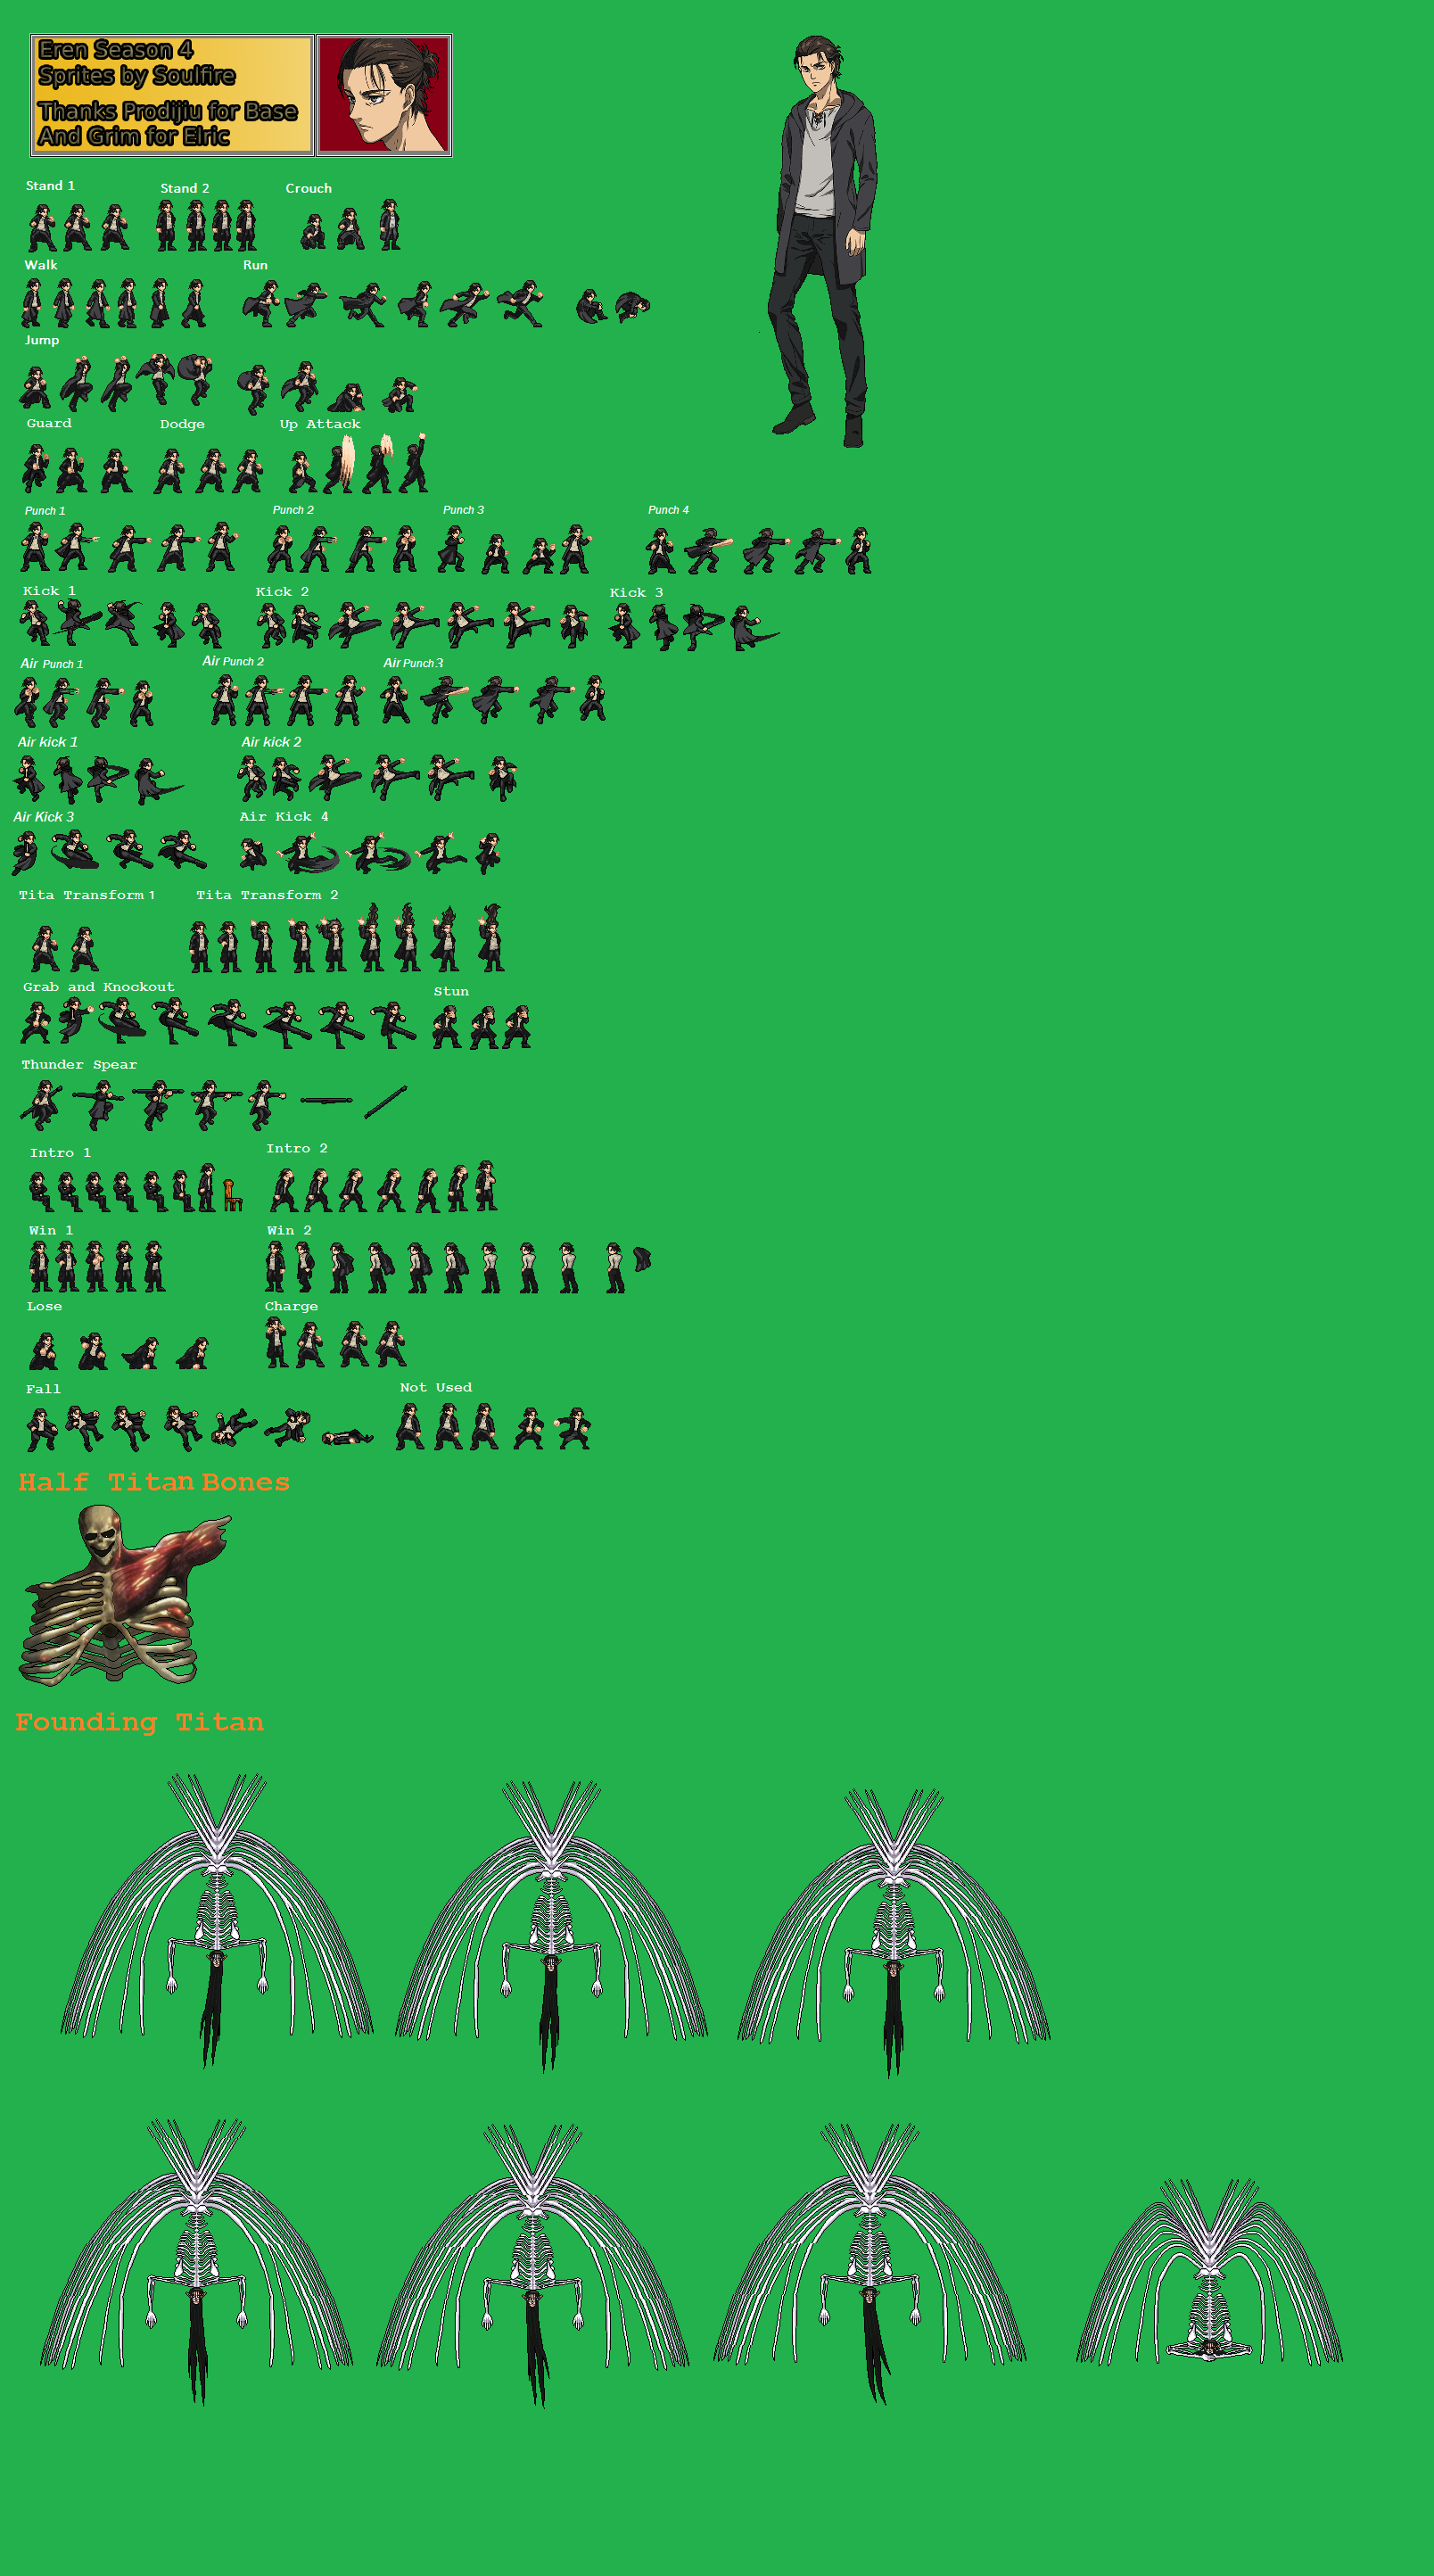 Eren Season 4
Sprites by Soulfire
Thanks Prodijiu for Base
And Grim for Elric
Stand 1 Stand 2 Crouch
Walk Run
Jump
Guard Dodge Up Attack
Punch 1 Punch 2 Punch 3 Punch 4
Kick 1 Kick 2 Kick 3
Air Punch 1 Air Punch 2 Air Punch 3
Air kick 1 Air kick 2
Air Kick 3 Air Kick 4
Tita Transform 1 Tita Transform 2
Grab and Knockout Stun
Thunder Spear
Intro 1 Intro 2
Win 1 Win 2
Lose Charge
Fall Not Used
Half Titan Bones
Founding Titan